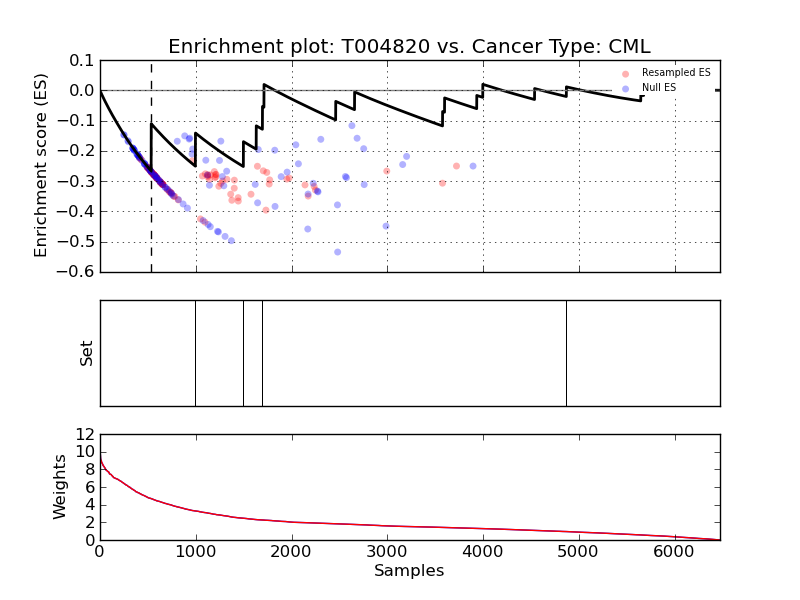 Enrichment plot: T004820 vs. Cancer Type: CML
Enrichment score (ES)
0.1
0.0
−0.1
−0.2
−0.3
−0.4
−0.5
−0.6
Resampled ES
Null ES
Set
Weights
12
10
8
6
4
2
0
0 1000 2000 3000 4000 5000 6000
Samples